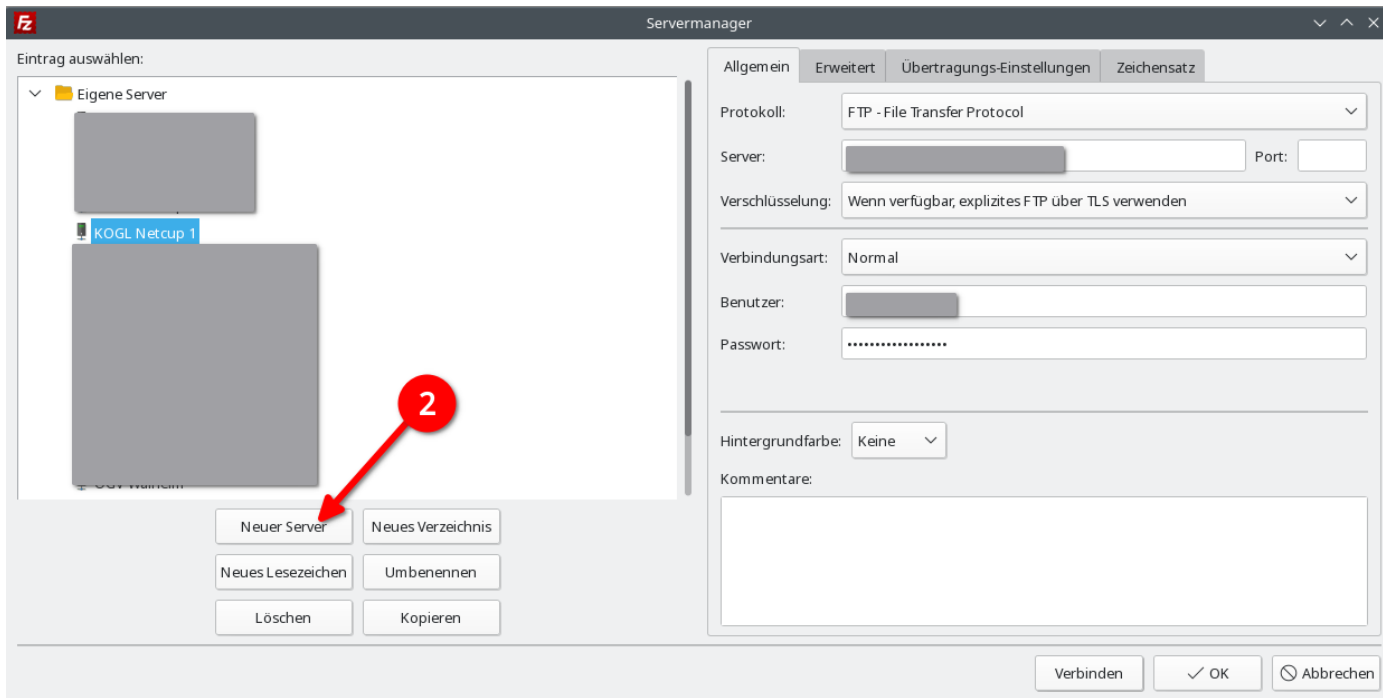 Fz
Servermanager
Eintrag auswählen:
Eigene Server
KOGL Netcup 1
2
Neuer Server
Neues Verzeichnis
Neues Lesezeichen
Umbenennen
Löschen
Kopieren
Allgemein
Erweitert
Übertragungs-Einstellungen
Zeichensatz
Protokoll:
FTP - File Transfer Protocol
Server:
Port:
Verschlüsselung:
Wenn verfügbar, explizites FTP über TLS verwenden
Verbindungsart:
Normal
Benutzer:
Passwort:
••••••••••••••••••
Hintergrundfarbe:
Keine
Kommentare:
Verbinden
OK
Abbrechen